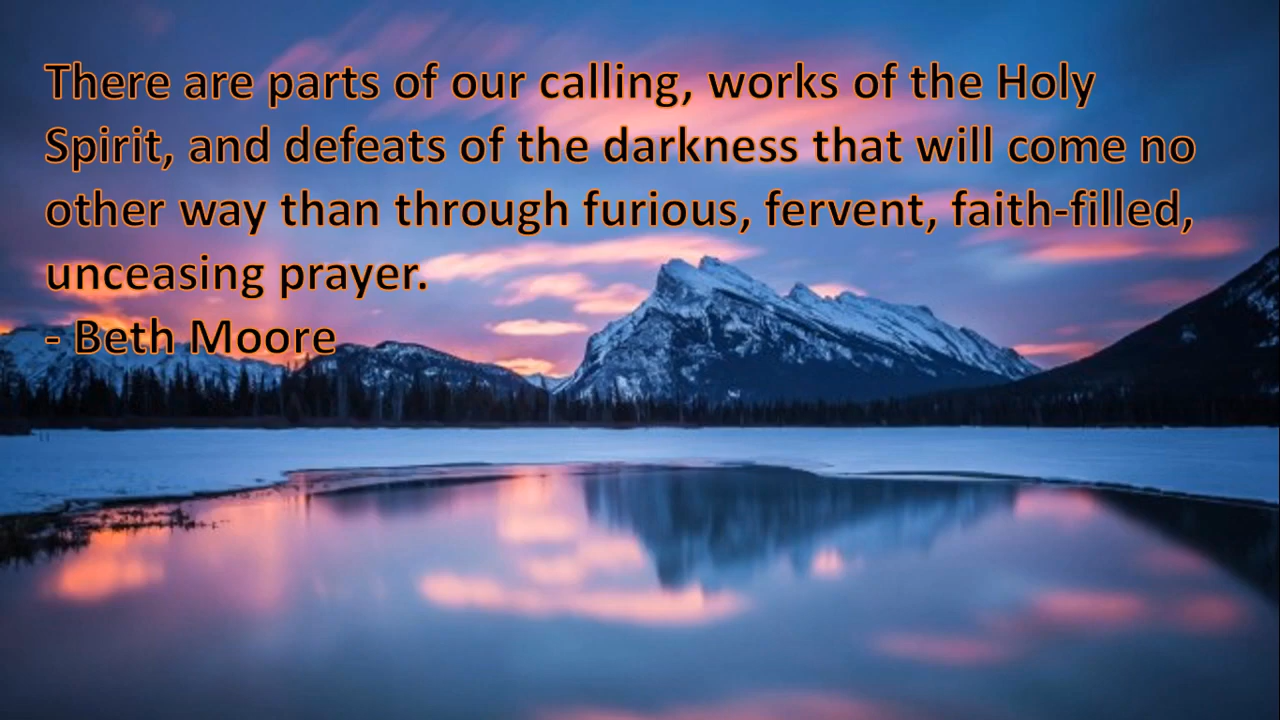 There are parts of our calling, works of the Holy
Spirit, and defeats of the darkness that will come no
other way than through furious, fervent, faith-filled,
unceasing prayer.
- Beth Moore